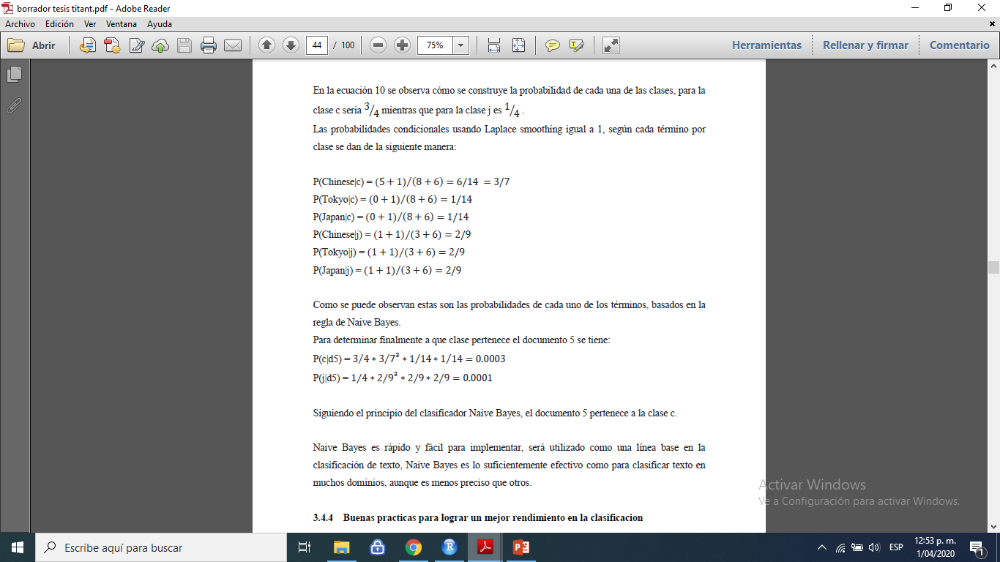 borrador tesis titant.pdf - Adobe Reader
Archivo Edición Ver Ventana Ayuda
Abrir 44 / 100 75% Herramientas Rellenar y firmar Comentario
En la ecuación 10 se observa cómo se construye la probabilidad de cada una de las clases, para la
clase c seria 3/4 mientras que para la clase j es 1/4 .
Las probabilidades condicionales usando Laplace smoothing igual a 1, según cada término por
clase se dan de la siguiente manera:
P(Chinese|c) = (5 + 1)/(8 + 6) = 6/14 = 3/7
P(Tokyo|c) = (0 + 1)/(8 + 6) = 1/14
P(Japan|c) = (0 + 1)/(8 + 6) = 1/14
P(Chinese|j) = (1 + 1)/(3 + 6) = 2/9
P(Tokyo|j) = (1 + 1)/(3 + 6) = 2/9
P(Japan|j) = (1 + 1)/(3 + 6) = 2/9
Como se puede observan estas son las probabilidades de cada uno de los términos, basados en la
regla de Naive Bayes.
Para determinar finalmente a que clase pertenece el documento 5 se tiene:
P(c|d5) = 3/4 ∗ 3/7³ ∗ 1/14 ∗ 1/14 = 0.0003
P(j|d5) = 1/4 ∗ 2/9³ ∗ 2/9 ∗ 2/9 = 0.0001
Siguiendo el principio del clasificador Naive Bayes, el documento 5 pertenece a la clase c.
Naive Bayes es rápido y fácil para implementar, será utilizado como una línea base en la
clasificación de texto, Naive Bayes es lo suficientemente efectivo como para clasificar texto en
muchos dominios, aunque es menos preciso que otros.
3.4.4 Buenas practicas para lograr un mejor rendimiento en la clasificacion
Activar Windows
Ve a Configuración para activar Windows.
Escribe aquí para buscar
ESP
12:53 p. m.
1/04/2020
1